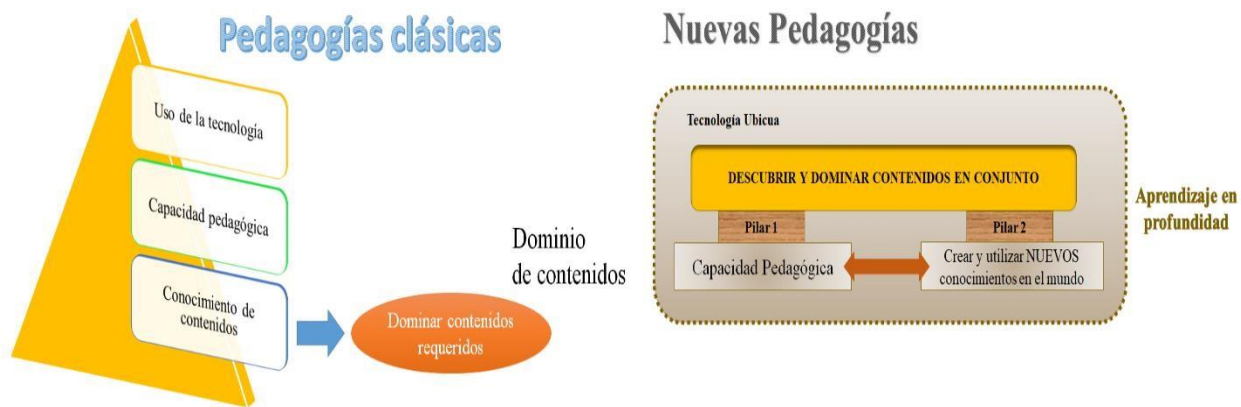 Pedagogías clásicas
Uso de la
tecnología
Capacidad pedagógica
Conocimiento de
contenidos
Dominar contenidos
requeridos
Dominio
de contenidos
Nuevas Pedagogías
Tecnología Ubicua
DESCUBRIR Y DOMINAR CONTENIDOS EN CONJUNTO
Pilar 1
Pilar 2
Capacidad Pedagógica
Crear y utilizar NUEVOS
conocimientos en el mundo
Aprendizaje en
profundidad